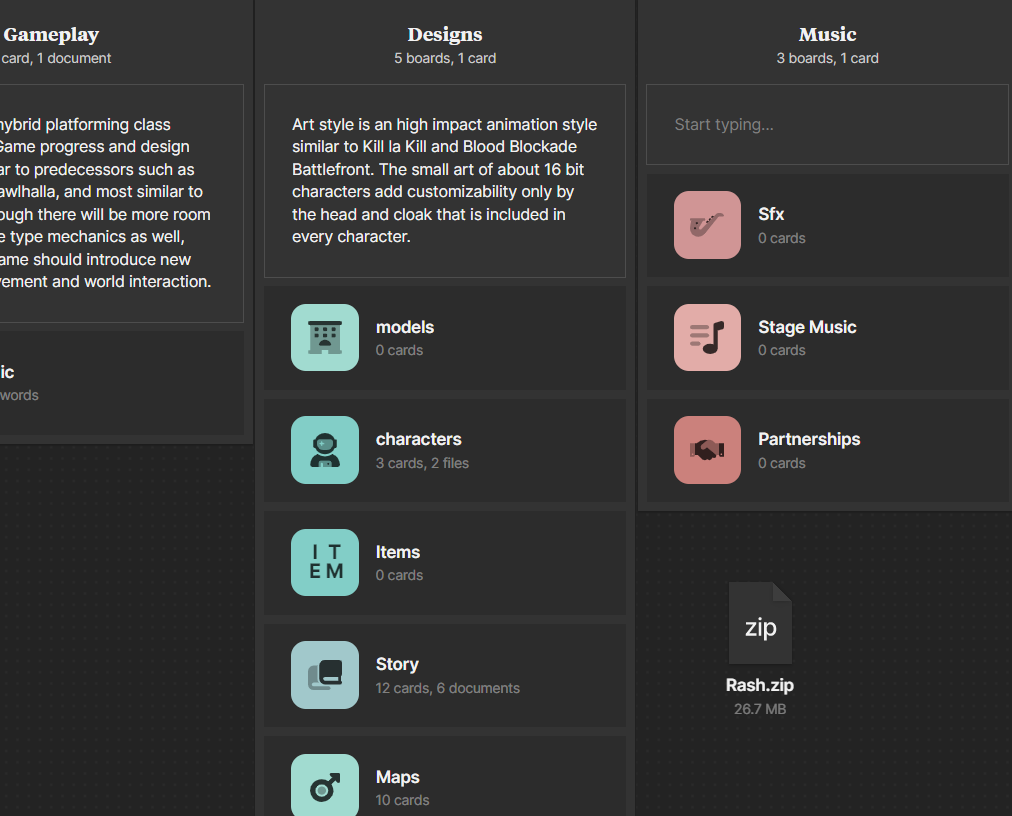 Gameplay
card, 1 document
hybrid platforming class
Game progress and design
ar to predecessors such as
awlhalla, and most similar to
ough there will be more room
e type mechanics as well,
ame should introduce new
vement and world interaction.
ic
words
Designs
5 boards, 1 card
Art style is an high impact animation style
similar to Kill la Kill and Blood Blockade
Battlefront. The small art of about 16 bit
characters add customizability only by
the head and cloak that is included in
every character.
models
0 cards
characters
3 cards, 2 files
I T
E M
Items
0 cards
Story
12 cards, 6 documents
Maps
10 cards
Music
3 boards, 1 card
Start typing...
Sfx
0 cards
Stage Music
0 cards
Partnerships
0 cards
zip
Rash.zip
26.7 MB